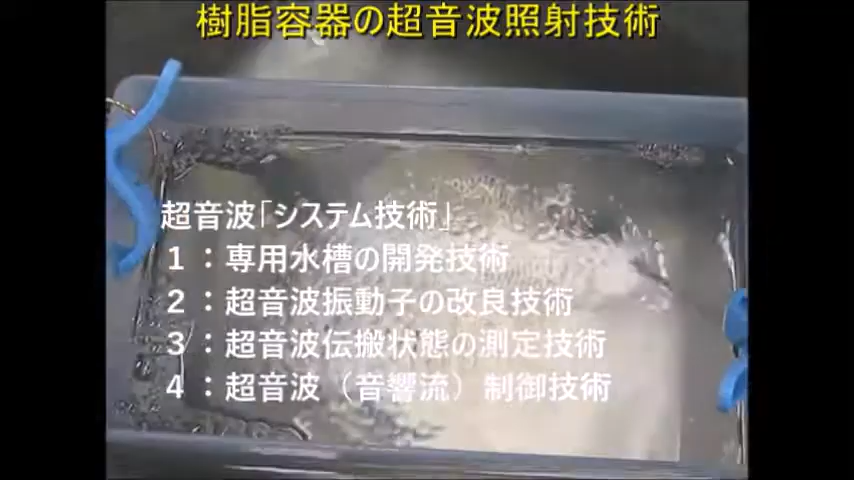 樹脂容器の超音波照射技術
超音波「システム技術」
1：専用水槽の開発技術
2：超音波振動子の改良技術
3：超音波伝搬状態の測定技術
4：超音波（音響流）制御技術